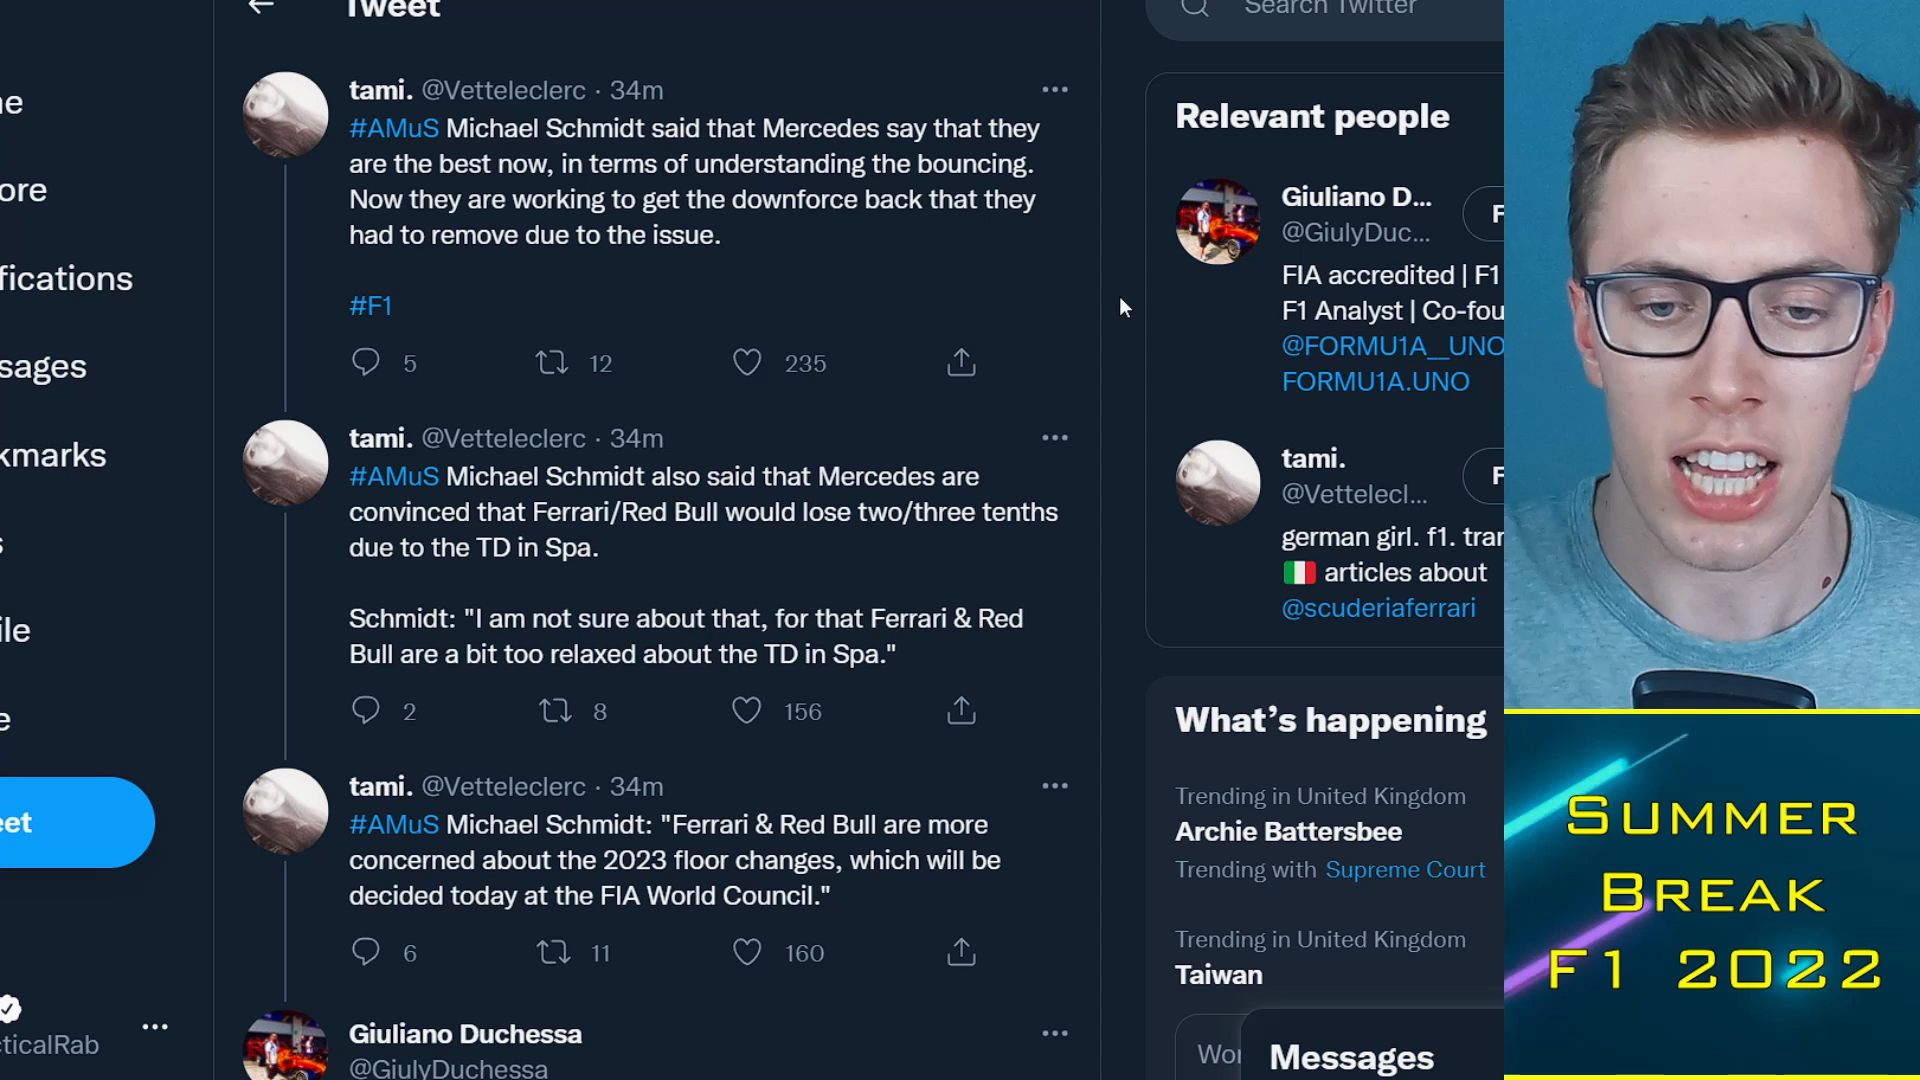 Tweet
Search Twitter
ne
ore
fications
sages
kmarks
s
ile
e
eet
cticalRab
tami. @Vetteleclerc · 34m
#AMuS Michael Schmidt said that Mercedes say that they
are the best now, in terms of understanding the bouncing.
Now they are working to get the downforce back that they
had to remove due to the issue.
#F1
5 12 235
tami. @Vetteleclerc · 34m
#AMuS Michael Schmidt also said that Mercedes are
convinced that Ferrari/Red Bull would lose two/three tenths
due to the TD in Spa.
Schmidt: "I am not sure about that, for that Ferrari & Red
Bull are a bit too relaxed about the TD in Spa."
2 8 156
tami. @Vetteleclerc · 34m
#AMuS Michael Schmidt: "Ferrari & Red Bull are more
concerned about the 2023 floor changes, which will be
decided today at the FIA World Council."
6 11 160
Giuliano Duchessa
@GiulyDuchessa
Relevant people
Giuliano D...
@GiulyDuc...
F
FIA accredited | F1
F1 Analyst | Co-fou
@FORMU1A__UNO
FORMU1A.UNO
tami.
@Vettelecl...
F
german girl. f1. tran
articles about
@scuderiaferrari
What's happening
Trending in United Kingdom
Archie Battersbee
Trending with Supreme Court
Trending in United Kingdom
Taiwan
Wor
Messages
SUMMER
BREAK
F1 2022